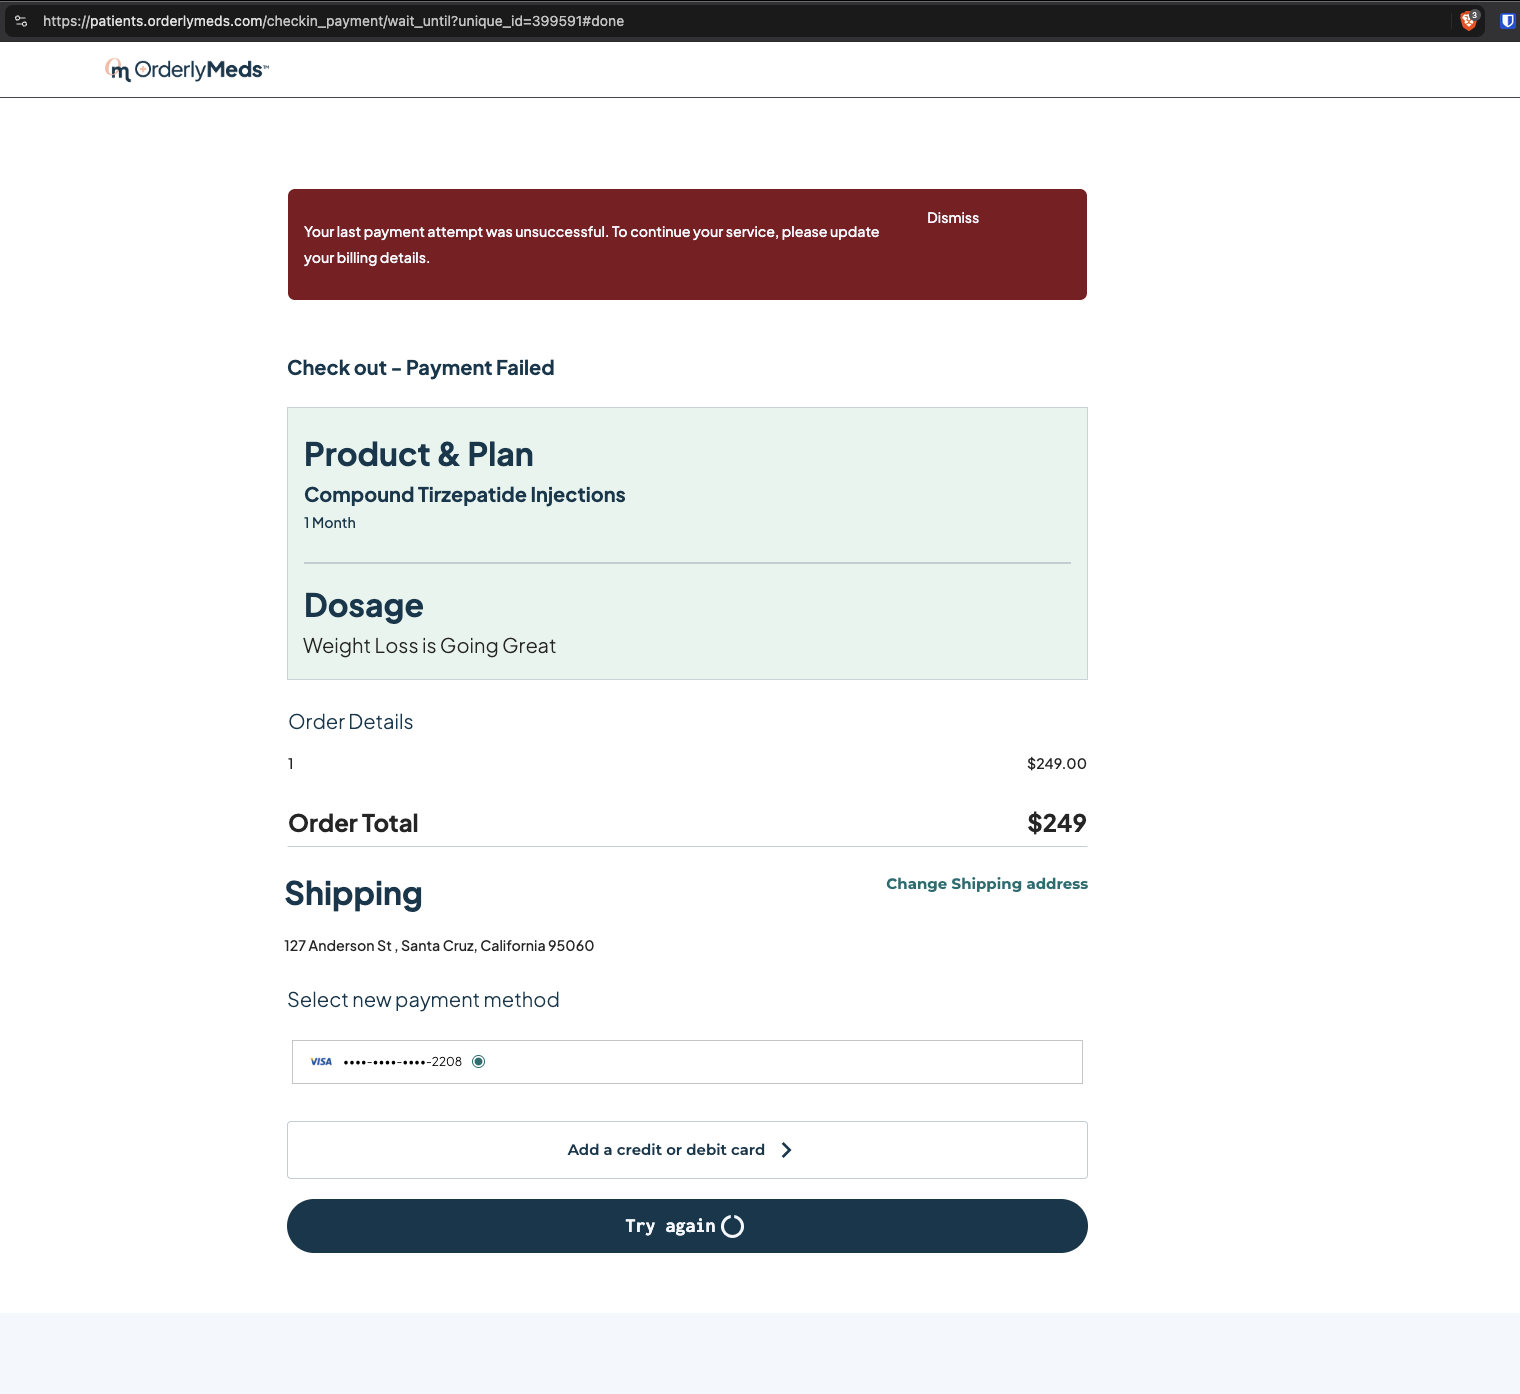 https://patients.orderlymeds.com/checkin_payment/wait_until?unique_id=399591#done
3
OrderlyMeds™
Dismiss
Your last payment attempt was unsuccessful. To continue your service, please update
your billing details.
Check out - Payment Failed
Product & Plan
Compound Tirzepatide Injections
1 Month
Dosage
Weight Loss is Going Great
Order Details
1 $249.00
Order Total $249
Shipping Change Shipping address
127 Anderson St , Santa Cruz, California 95060
Select new payment method
VISA ••••-••••-••••-2208
Add a credit or debit card
Try again